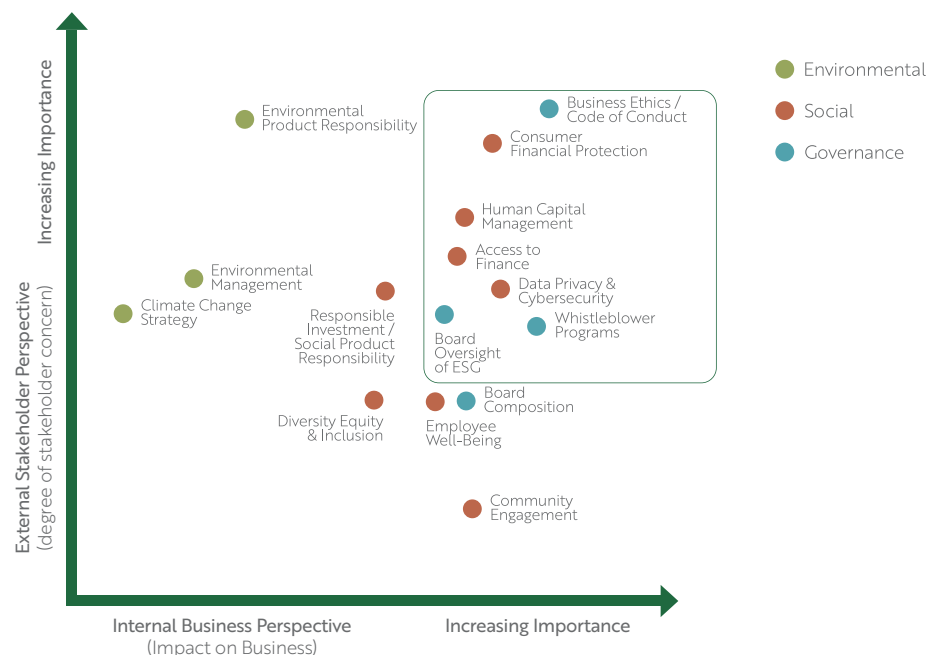 Environmental
Social
Governance
Increasing Importance
External Stakeholder Perspective
(degree of stakeholder concern)
Environmental
Product Responsibility
Business Ethics /
Code of Conduct
Consumer
Financial Protection
Human Capital
Management
Access to
Finance
Environmental
Management
Data Privacy &
Cybersecurity
Climate Change
Strategy
Responsible
Investment /
Social Product
Responsibility
Whistleblower
Programs
Board
Oversight
of ESG
Board
Composition
Diversity Equity
& Inclusion
Employee
Well-Being
Community
Engagement
Internal Business Perspective
(Impact on Business)
Increasing Importance